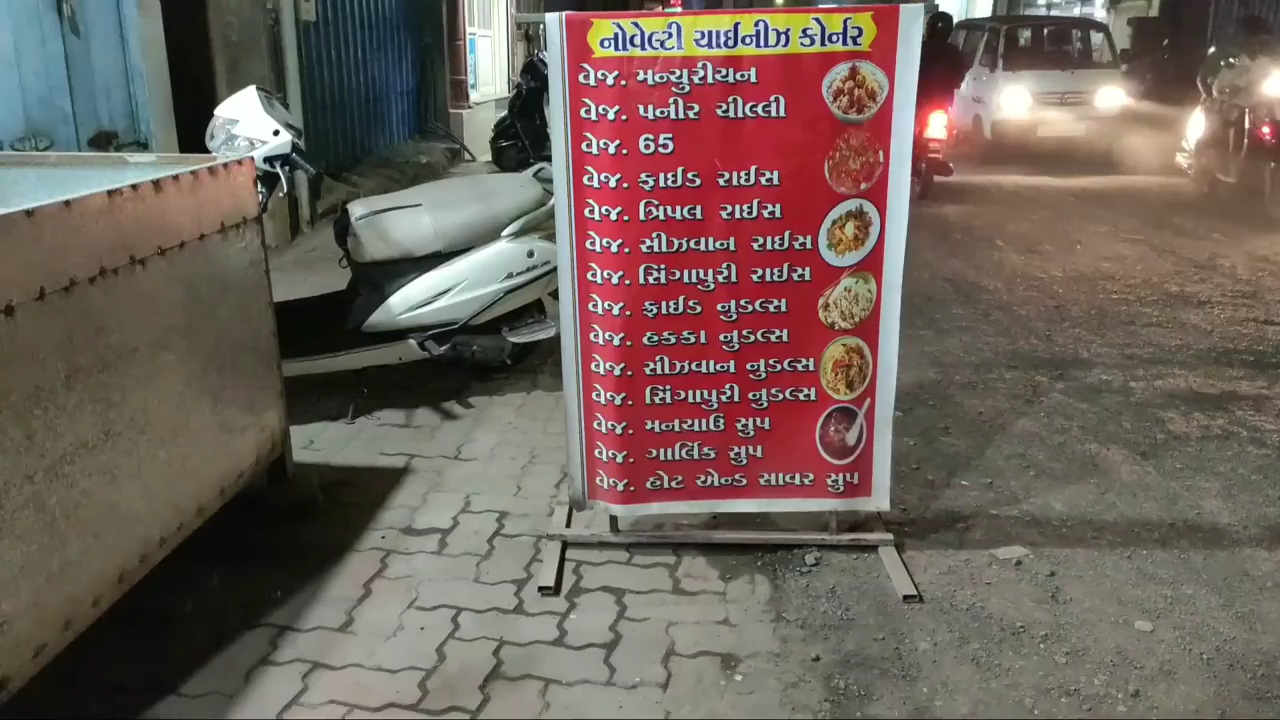 નોવેલ્ટી ચાઈનીઝ કોર્નર
વેજ. મન્ચુરીયન
વેજ. પનીર ચીલ્લી
વેજ. 65
વેજ. ફાઈડ રાઈસ
વેજ. ત્રિપલ રાઈસ
વેજ. સીઝવાન રાઈસ
વેજ. સિંગાપુરી રાઈસ
વેજ. ફ્રાઈડ નુડલ્સ
વેજ. હકકા નુડલ્સ
વેજ. સીઝવાન નુડલ્સ
વેજ. સિંગાપુરી નુડલ્સ
વેજ. મનચાઉ સુપ
વેજ. ગાર્લિક સુપ
વેજ. હોટ એન્ડ સાવર સુપ